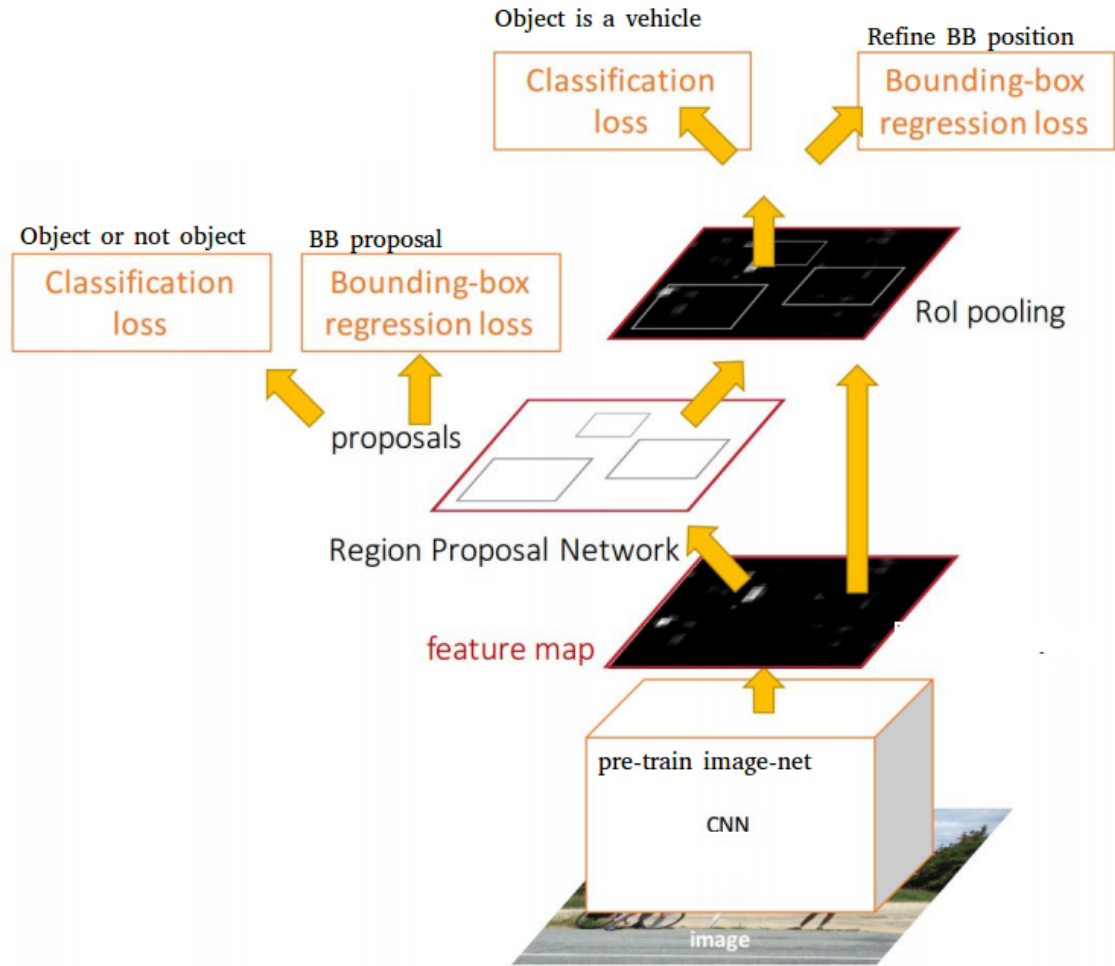 Object is a vehicle
Refine BB position
Classification
loss
Bounding-box
regression loss
Object or not object
BB proposal
Classification
loss
Bounding-box
regression loss
RoI pooling
proposals
Region Proposal Network
feature map
pre-train image-net
CNN
image